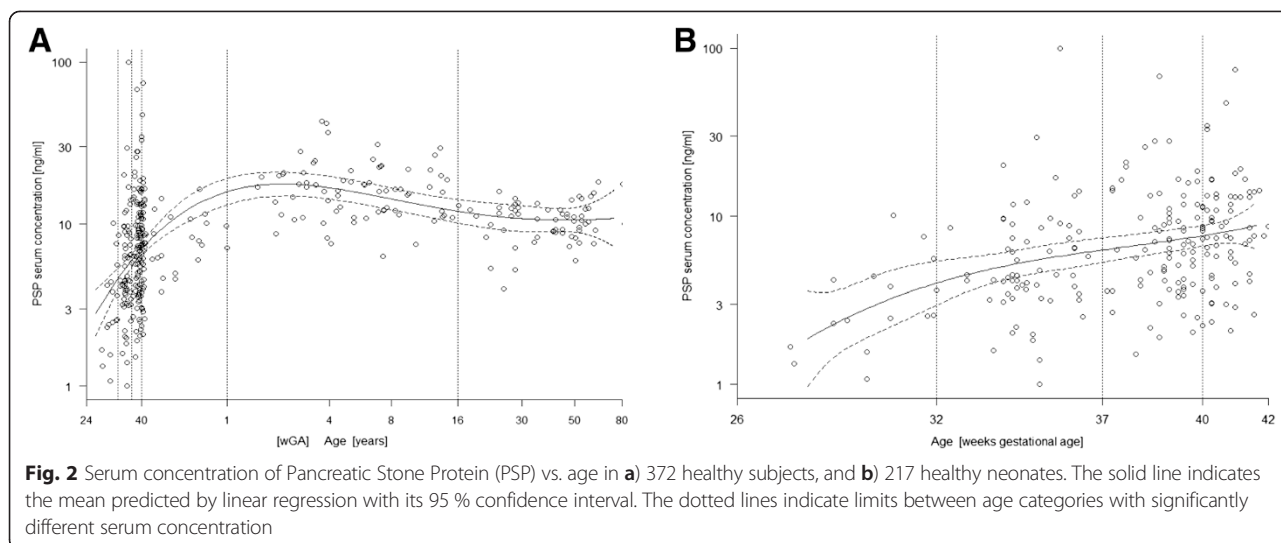 A
B
100
30
10
3
1
PSP serum concentration [ng/ml]
24 40 1 4 8 16 30 50 80
[wGA] Age [years]
100
30
10
3
1
PSP serum concentration [ng/ml]
26 32 37 40 42
Age [weeks gestational age]
Fig. 2 Serum concentration of Pancreatic Stone Protein (PSP) vs. age in a) 372 healthy subjects, and b) 217 healthy neonates. The solid line indicates
the mean predicted by linear regression with its 95 % confidence interval. The dotted lines indicate limits between age categories with significantly
different serum concentration